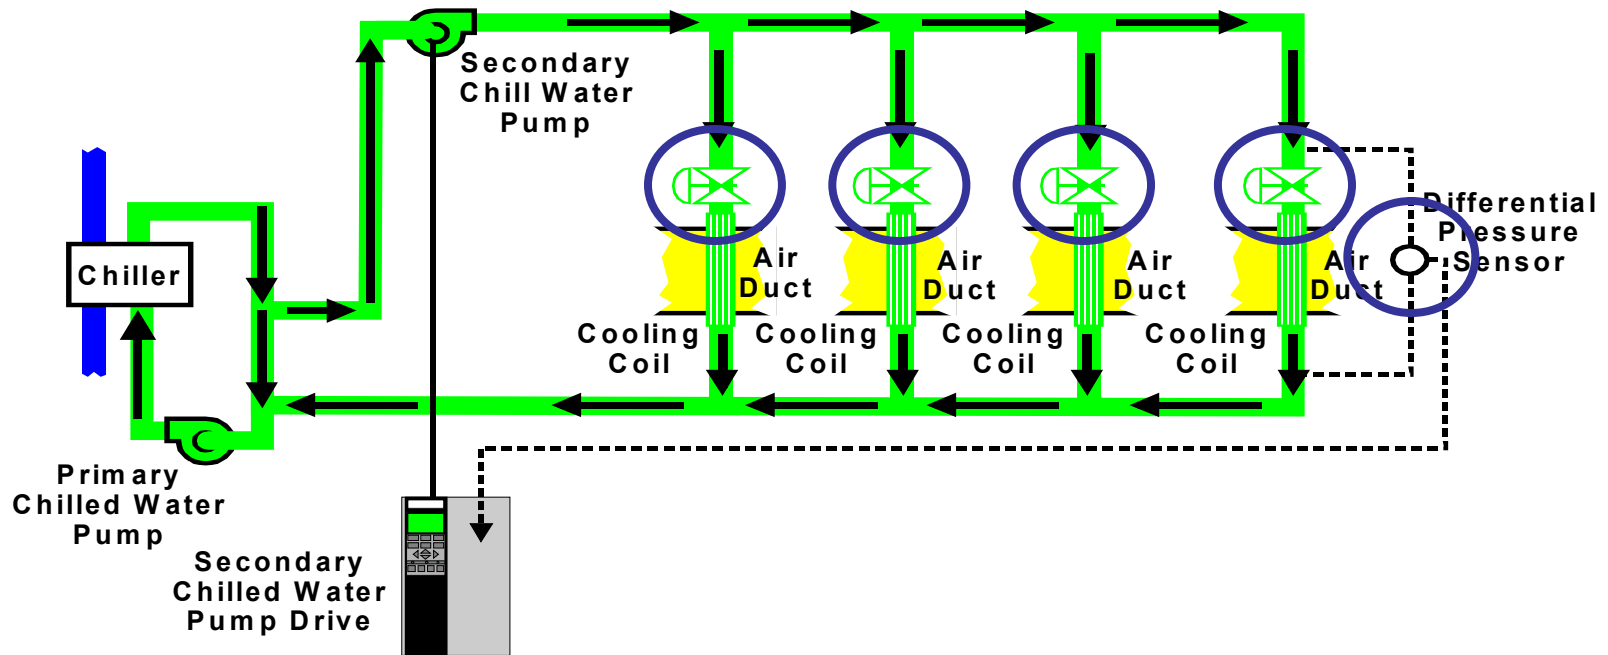 Secondary
Chill Water
Pump
Differential
Pressure
Sensor
Chiller
Air
Duct
Air
Duct
Air
Duct
Air
Duct
Cooling
Coil
Cooling
Coil
Cooling
Coil
Cooling
Coil
Primary
Chilled Water
Pump
Secondary
Chilled Water
Pump Drive